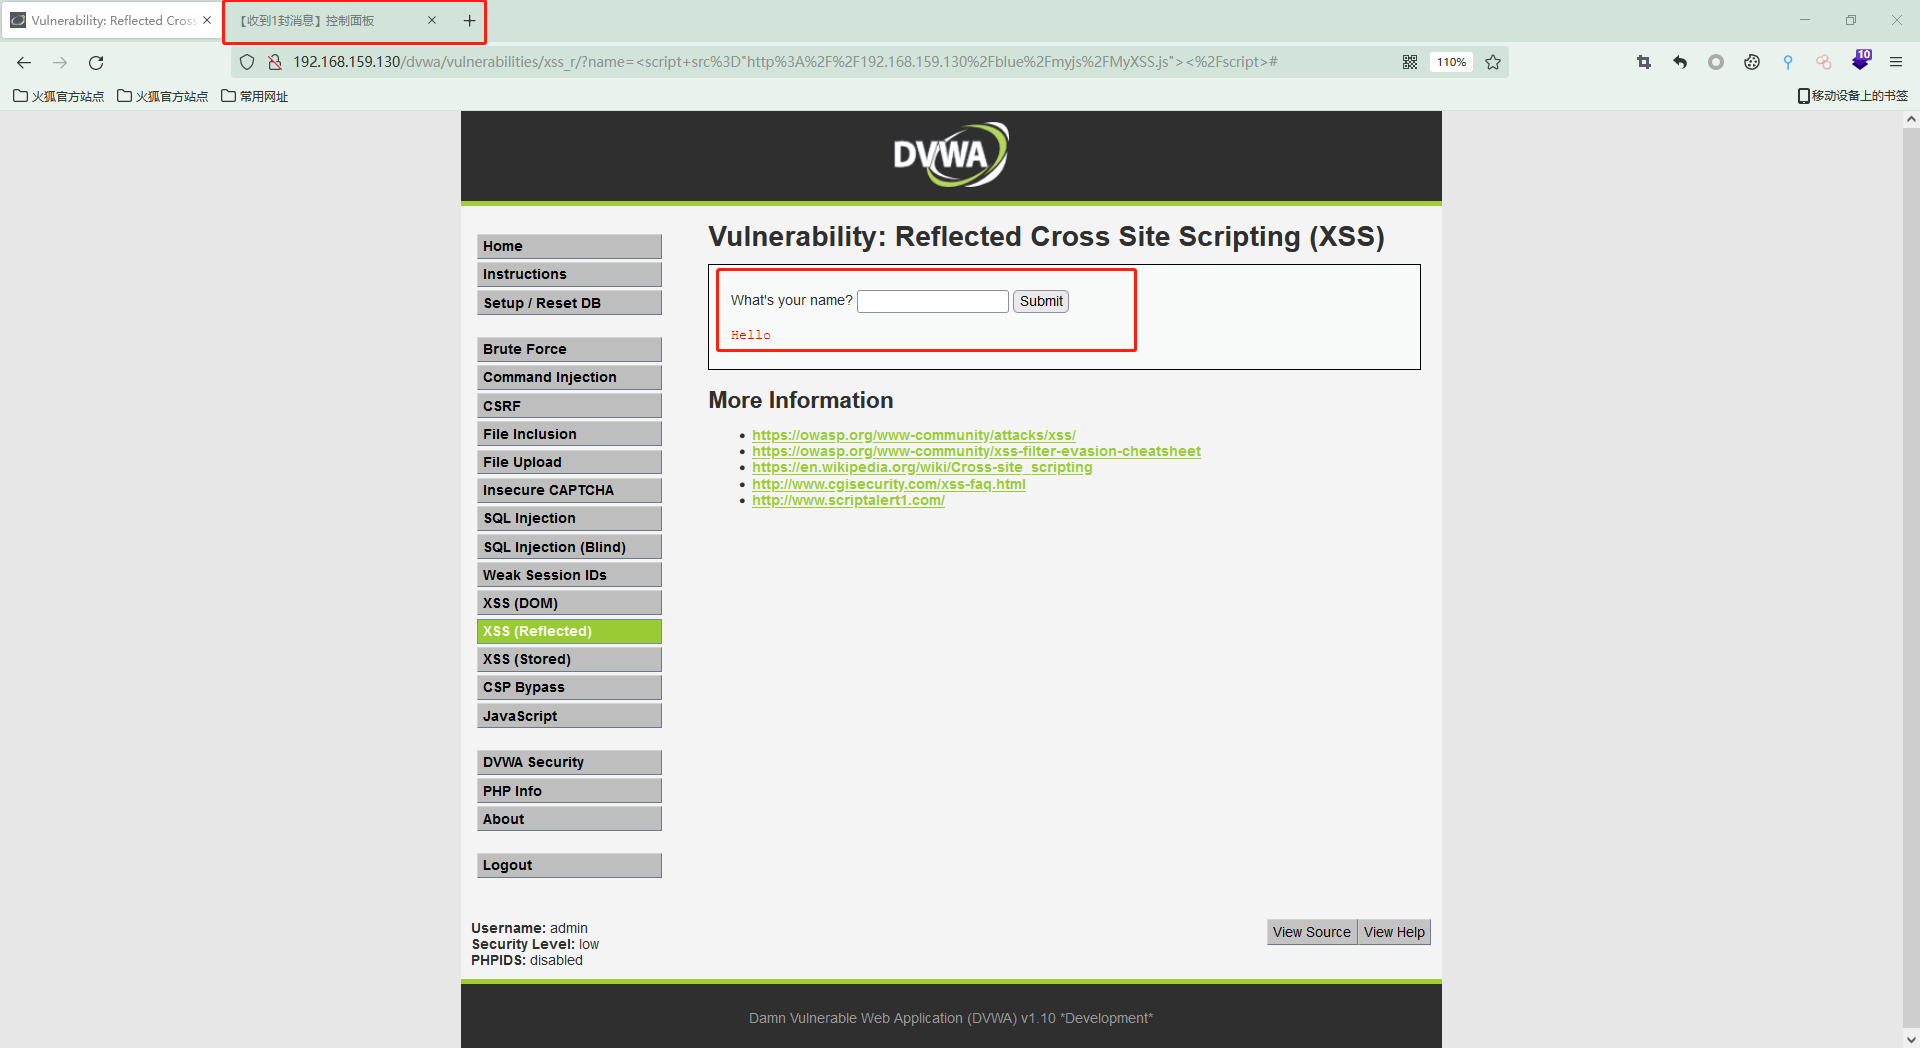 Vulnerability: Reflected Cross
【收到1封消息】控制面板
192.168.159.130/dvwa/vulnerabilities/xss_r/?name=<script+src%3D"http%3A%2F%2F192.168.159.130%2Fblue%2Fmyjs%2FMyXSS.js"><%2Fscript>#
110%
10
火狐官方站点
火狐官方站点
常用网址
移动设备上的书签
DVWA
Home
Instructions
Setup / Reset DB
Brute Force
Command Injection
CSRF
File Inclusion
File Upload
Insecure CAPTCHA
SQL Injection
SQL Injection (Blind)
Weak Session IDs
XSS (DOM)
XSS (Reflected)
XSS (Stored)
CSP Bypass
JavaScript
DVWA Security
PHP Info
About
Logout
Vulnerability: Reflected Cross Site Scripting (XSS)
What's your name?
Submit
Hello
More Information
https://owasp.org/www-community/attacks/xss/
https://owasp.org/www-community/xss-filter-evasion-cheatsheet
https://en.wikipedia.org/wiki/Cross-site_scripting
http://www.cgisecurity.com/xss-faq.html
http://www.scriptalert1.com/
Username: admin
Security Level: low
PHPIDS: disabled
View Source
View Help
Damn Vulnerable Web Application (DVWA) v1.10 *Development*